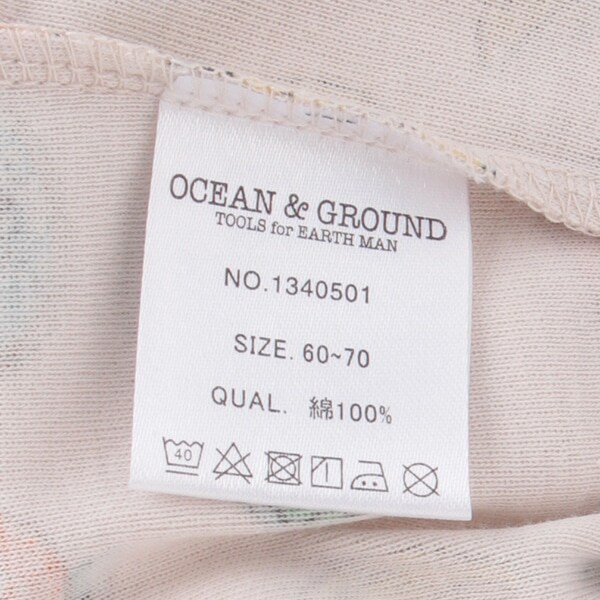 OCEAN & GROUND
TOOLS for EARTH MAN
NO.1340501
SIZE. 60~70
QUAL. 綿100%
40